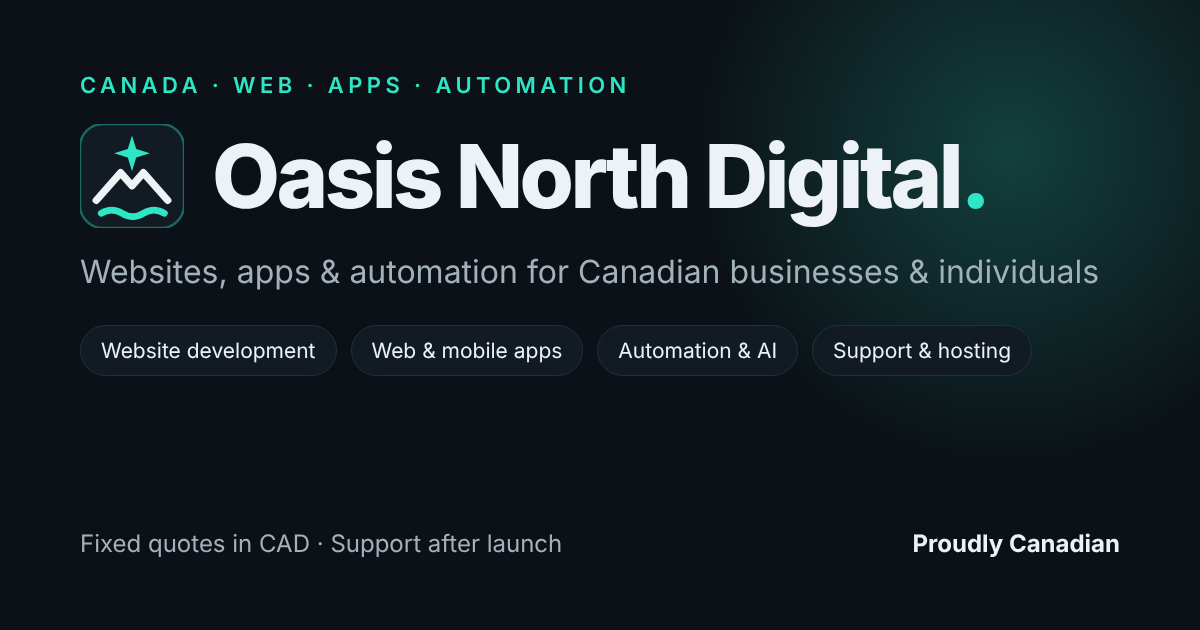 CANADA · WEB · APPS · AUTOMATION
Oasis North Digital.
Websites, apps & automation for Canadian businesses & individuals
Website development
Web & mobile apps
Automation & AI
Support & hosting
Fixed quotes in CAD · Support after launch
Proudly Canadian